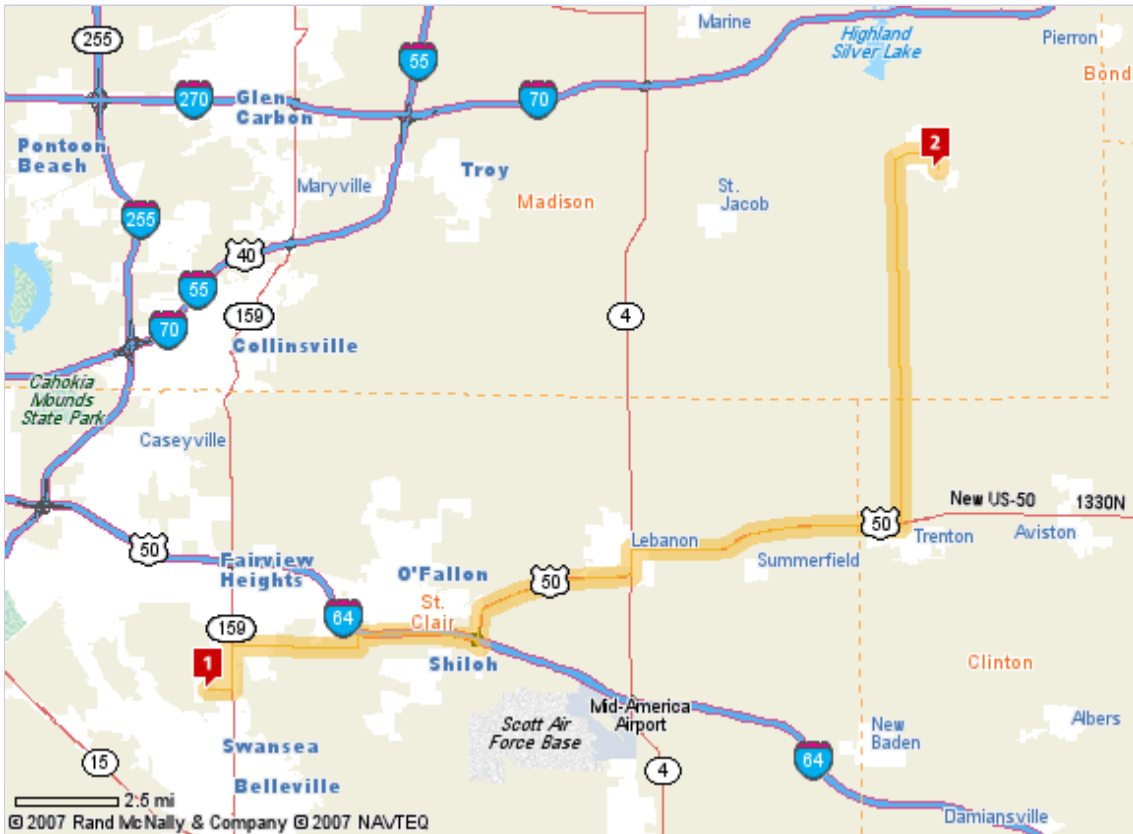 Marine
Highland
Silver Lake
Pierron
255
55
Bond
270
Glen
Carbon
70
Pontoon
Beach
2
Troy
Maryville
St.
Jacob
Madison
255
40
55
159
4
70
Collinsville
Cahokia
Mounds
State Park
Caseyville
New US-50
1330N
50
Trenton
Aviston
Lebanon
50
Summerfield
Fairview
Heights
O'Fallon
50
St.
Clair
64
159
Shiloh
1
Clinton
Mid-America
Airport
Scott Air
Force Base
New
Baden
Albers
Swansea
15
4
64
Belleville
2.5 mi
Damiansville
© 2007 Rand McNally & Company © 2007 NAVTEQ